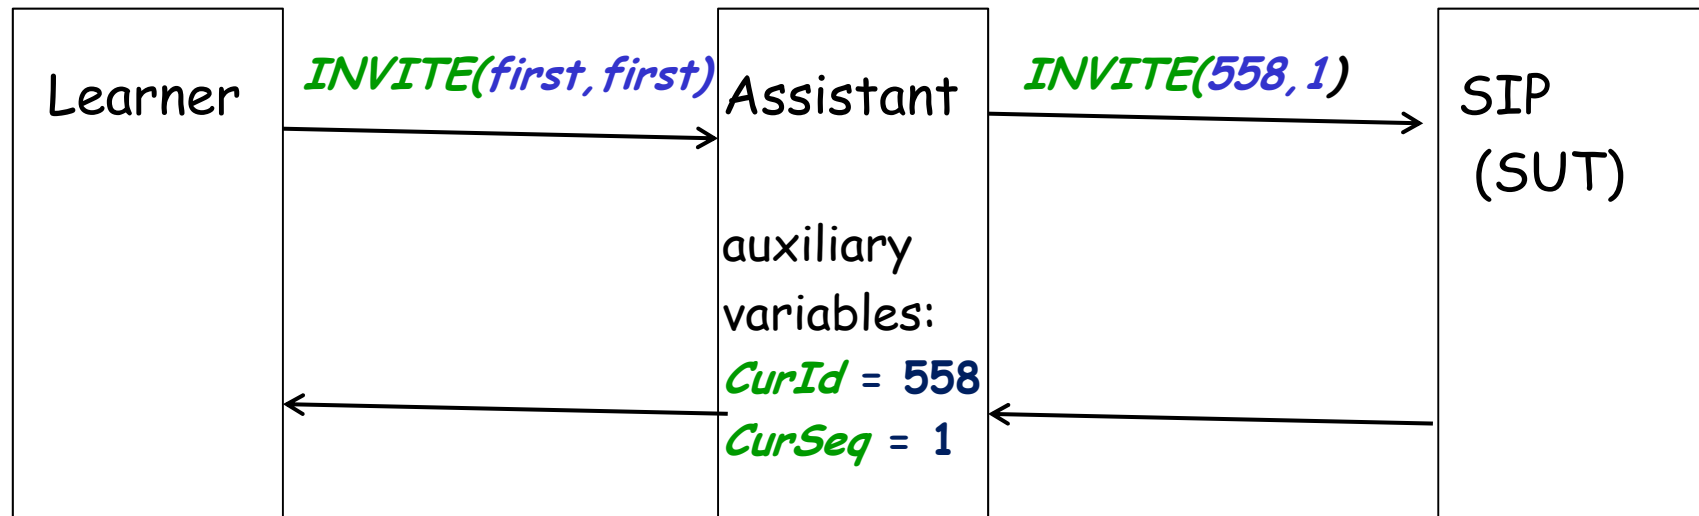 Learner
INVITE(first,first)
Assistant
INVITE(558,1)
SIP
(SUT)
auxiliary
variables:
CurId = 558
CurSeq = 1